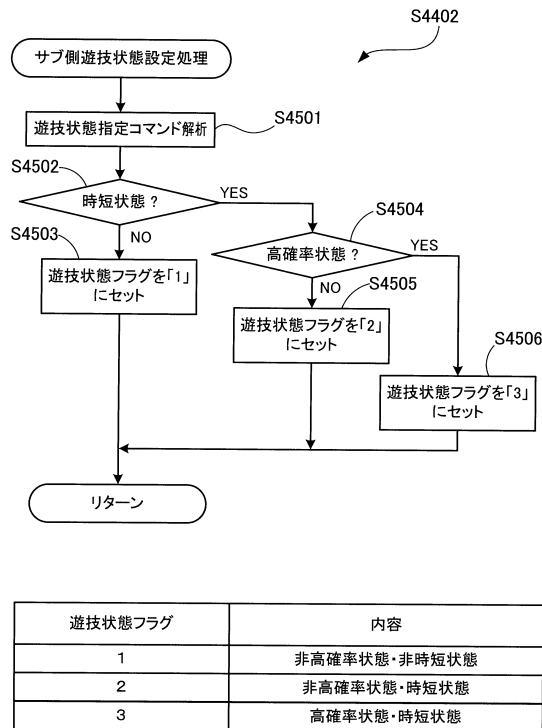 S4402
サブ側遊技状態設定処理
遊技状態指定コマンド解析
S4501
S4502
時短状態？
YES
NO
S4503
遊技状態フラグを「1」
にセット
S4504
高確率状態？
YES
NO
S4505
遊技状態フラグを「2」
にセット
S4506
遊技状態フラグを「3」
にセット
リターン
遊技状態フラグ 内容
1 非高確率状態・非時短状態
2 非高確率状態・時短状態
3 高確率状態・時短状態